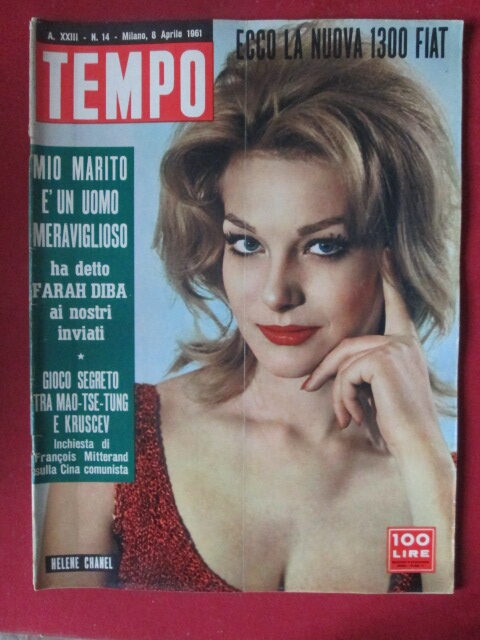 A. XXIII - N. 14 - Milano, 8 Aprile 1961
ECCO LA NUOVA 1300 FIAT
TEMPO
MIO MARITO
E' UN UOMO
MERAVIGLIOSO
ha detto
FARAH DIBA
ai nostri
inviati
*
GIOCO SEGRETO
TRA MAO-TSE-TUNG
E KRUSCEV
Inchiesta di
François Mitterand
sulla Cina comunista
HELENE CHANEL
100
LIRE